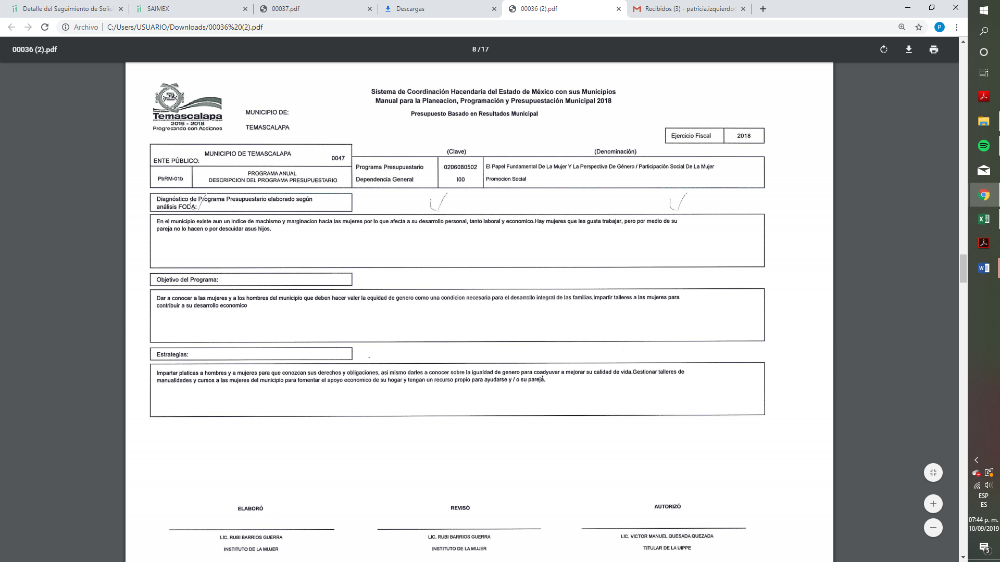 Detalle del Seguimiento de Solici
SAIMEX
00037.pdf
Descargas
00036 (2).pdf
Recibidos (3) - patricia.izquierdo
Archivo
C:/Users/USUARIO/Downloads/00036%20(2).pdf
P
00036 (2).pdf
8 / 17
Temascalapa
2016 - 2018
Progresando con Acciones
MUNICIPIO DE:
TEMASCALAPA
Sistema de Coordinación Hacendaria del Estado de México con sus Municipios
Manual para la Planeacion, Programación y Presupuestación Municipal 2018
Presupuesto Basado en Resultados Municipal
Ejercicio Fiscal 2018
ENTE PÚBLICO: MUNICIPIO DE TEMASCALAPA 0047
PbRM-01b
PROGRAMA ANUAL
DESCRIPCION DEL PROGRAMA PRESUPUESTARIO
(Clave) (Denominación)
Programa Presupuestario 0206080502 El Papel Fundamental De La Mujer Y La Perspectiva De Género / Participación Social De La Mujer
Dependencia General I00 Promocion Social
Diagnóstico de Programa Presupuestario elaborado según
análisis FODA:
En el municipio existe aun un indice de machismo y marginacion hacia las mujeres por lo que afecta a su desarrollo personal, tanto laboral y economico.Hay mujeres que les gusta trabajar, pero por medio de su
pareja no lo hacen o por descuidar asus hijos.
Objetivo del Programa:
Dar a conocer a las mujeres y a los hombres del municipio que deben hacer valer la equidad de genero como una condicion necesaria para el desarrollo integral de las familias.Impartir talleres a las mujeres para
contribuir a su desarrollo economico
Estrategias:
Impartar platicas a hombres y a mujeres para que conozcan sus derechos y obligaciones, asi mismo darles a conocer sobre la igualdad de genero para coadyuvar a mejorar su calidad de vida.Gestionar talleres de
manualidades y cursos a las mujeres del municipio para fomentar el apoyo economico de su hogar y tengan un recurso propio para ayudarse y / o su pareja.
ELABORÓ
LIC. RUBI BARRIOS GUERRA
INSTITUTO DE LA MUJER
REVISÓ
LIC. RUBI BARRIOS GUERRA
INSTITUTO DE LA MUJER
AUTORIZÓ
LIC. VICTOR MANUEL QUESADA QUEZADA
TITULAR DE LA UIPPE
ESP
ES
07:44 p. m.
10/09/2019
5